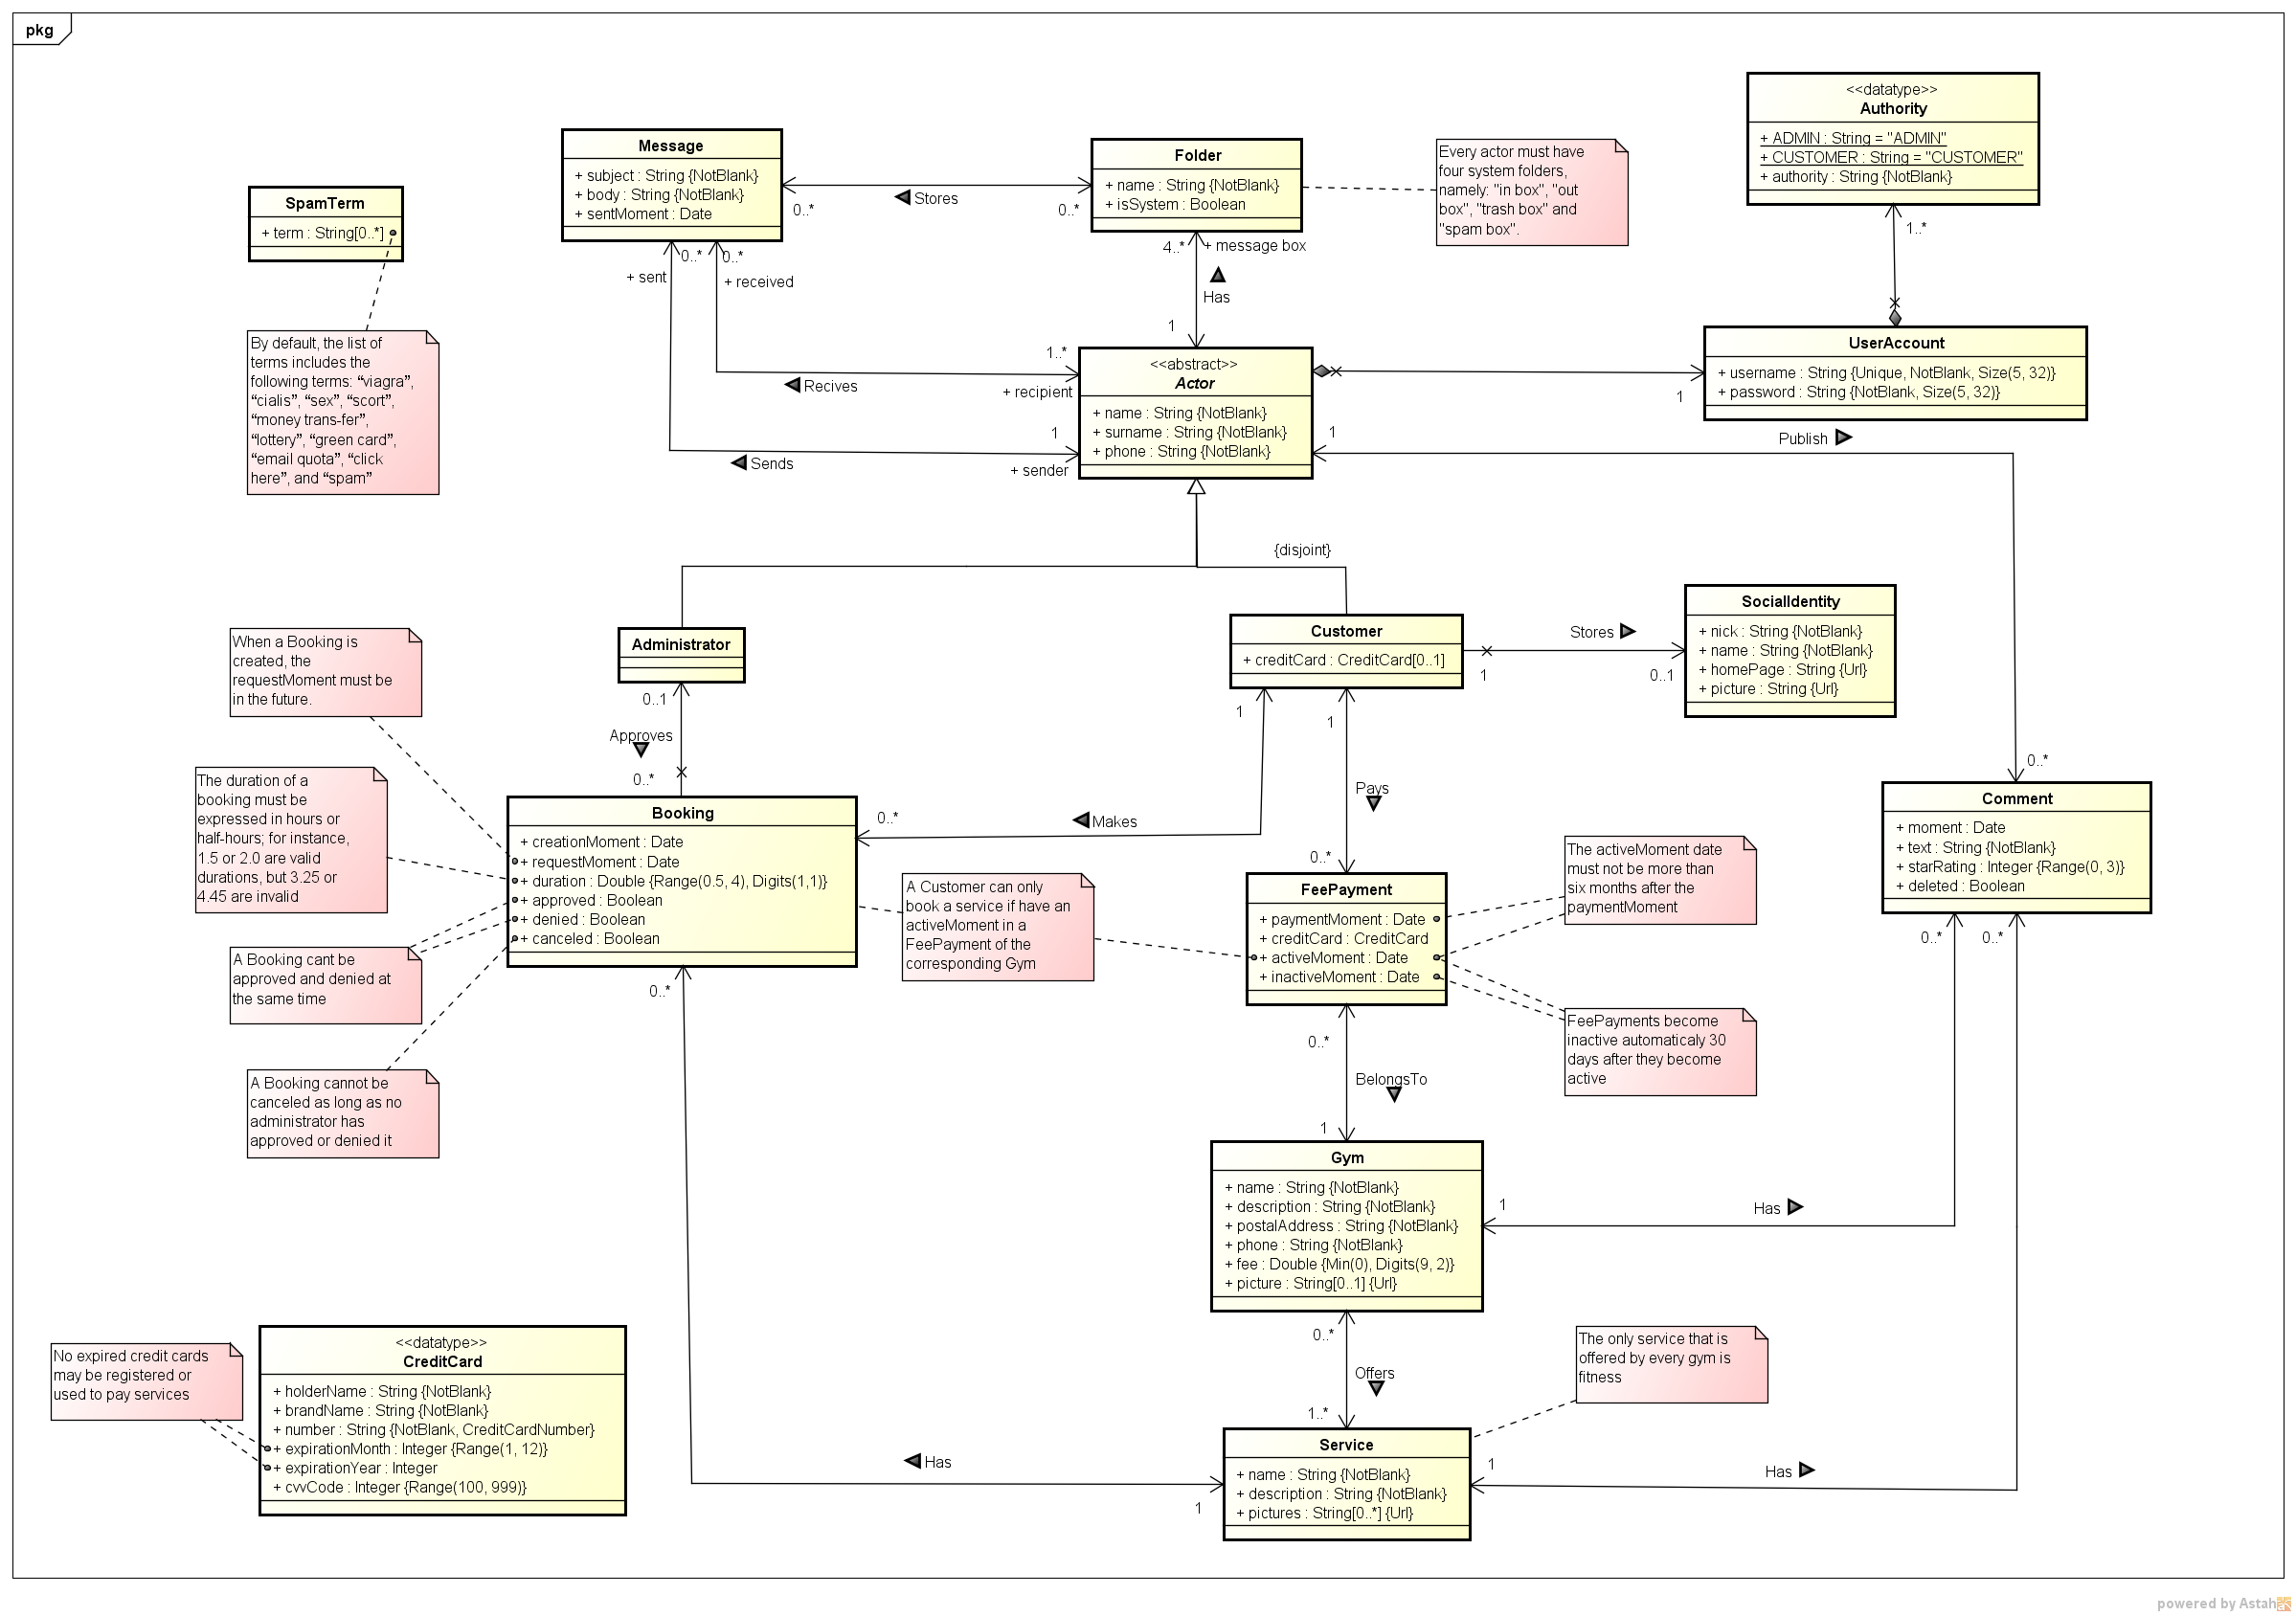 pkg
<<datatype>>
Authority
+ ADMIN : String = "ADMIN"
+ CUSTOMER : String = "CUSTOMER"
+ authority : String {NotBlank}
Message
+ subject : String {NotBlank}
+ body : String {NotBlank}
+ sentMoment : Date
Folder
+ name : String {NotBlank}
+ isSystem : Boolean
Every actor must have
four system folders,
namely: "in box", "out
box", "trash box" and
"spam box".
SpamTerm
+ term : String[0..*]
Stores
0..*
0..*
1..*
0..*
0..*
+ sent
+ received
4..*
+ message box
Has
1
By default, the list of
terms includes the
following terms: “viagra”,
“cialis”, “sex”, “scort”,
“money trans-fer”,
“lottery”, “green card”,
“email quota”, “click
here”, and “spam”
UserAccount
+ username : String {Unique, NotBlank, Size(5, 32)}
+ password : String {NotBlank, Size(5, 32)}
<<abstract>>
Actor
+ name : String {NotBlank}
+ surname : String {NotBlank}
+ phone : String {NotBlank}
1..*
Recives
+ recipient
1
1
Sends
+ sender
1
Publish
{disjoint}
Administrator
Customer
+ creditCard : CreditCard[0..1]
SocialIdentity
+ nick : String {NotBlank}
+ name : String {NotBlank}
+ homePage : String {Url}
+ picture : String {Url}
Stores
1
0..1
When a Booking is
created, the
requestMoment must be
in the future.
0..1
Approves
0..*
1
1
Pays
0..*
0..*
Makes
0..*
The duration of a
booking must be
expressed in hours or
half-hours; for instance,
1.5 or 2.0 are valid
durations, but 3.25 or
4.45 are invalid
Booking
+ creationMoment : Date
+ requestMoment : Date
+ duration : Double {Range(0.5, 4), Digits(1,1)}
+ approved : Boolean
+ denied : Boolean
+ canceled : Boolean
Comment
+ moment : Date
+ text : String {NotBlank}
+ starRating : Integer {Range(0, 3)}
+ deleted : Boolean
The activeMoment date
must not be more than
six months after the
paymentMoment
A Customer can only
book a service if have an
activeMoment in a
FeePayment of the
corresponding Gym
FeePayment
+ paymentMoment : Date
+ creditCard : CreditCard
+ activeMoment : Date
+ inactiveMoment : Date
A Booking cant be
approved and denied at
the same time
0..*
0..*
0..*
FeePayments become
inactive automaticaly 30
days after they become
active
0..*
BelongsTo
1
A Booking cannot be
canceled as long as no
administrator has
approved or denied it
Gym
+ name : String {NotBlank}
+ description : String {NotBlank}
+ postalAddress : String {NotBlank}
+ phone : String {NotBlank}
+ fee : Double {Min(0), Digits(9, 2)}
+ picture : String[0..1] {Url}
1
Has
0..*
Offers
1..*
The only service that is
offered by every gym is
fitness
No expired credit cards
may be registered or
used to pay services
<<datatype>>
CreditCard
+ holderName : String {NotBlank}
+ brandName : String {NotBlank}
+ number : String {NotBlank, CreditCardNumber}
+ expirationMonth : Integer {Range(1, 12)}
+ expirationYear : Integer
+ cvvCode : Integer {Range(100, 999)}
Has
1
Service
+ name : String {NotBlank}
+ description : String {NotBlank}
+ pictures : String[0..*] {Url}
1
Has
powered by Astah